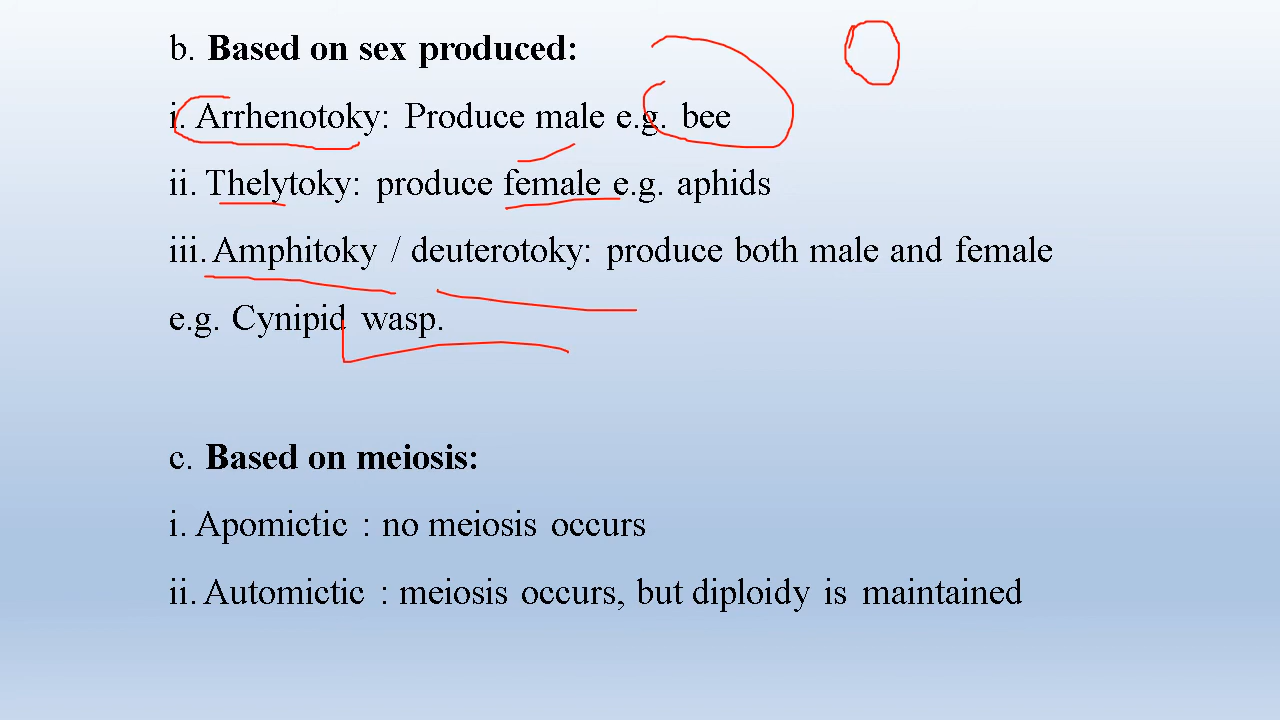 b. Based on sex produced:
i. Arrhenotoky: Produce male e.g. bee
ii. Thelytoky: produce female e.g. aphids
iii. Amphitoky / deuterotoky: produce both male and female
e.g. Cynipid wasp.
c. Based on meiosis:
i. Apomictic : no meiosis occurs
ii. Automictic : meiosis occurs, but diploidy is maintained